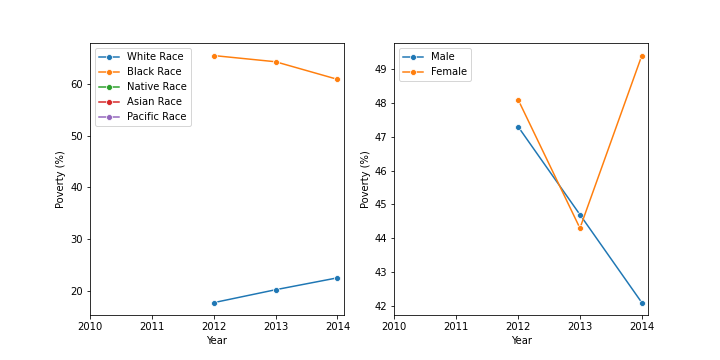 White Race
Black Race
Native Race
Asian Race
Pacific Race
60
50
40
30
20
Poverty (%)
2010 2011 2012 2013 2014
Year
Male
Female
49
48
47
46
45
44
43
42
Poverty (%)
2010 2011 2012 2013 2014
Year